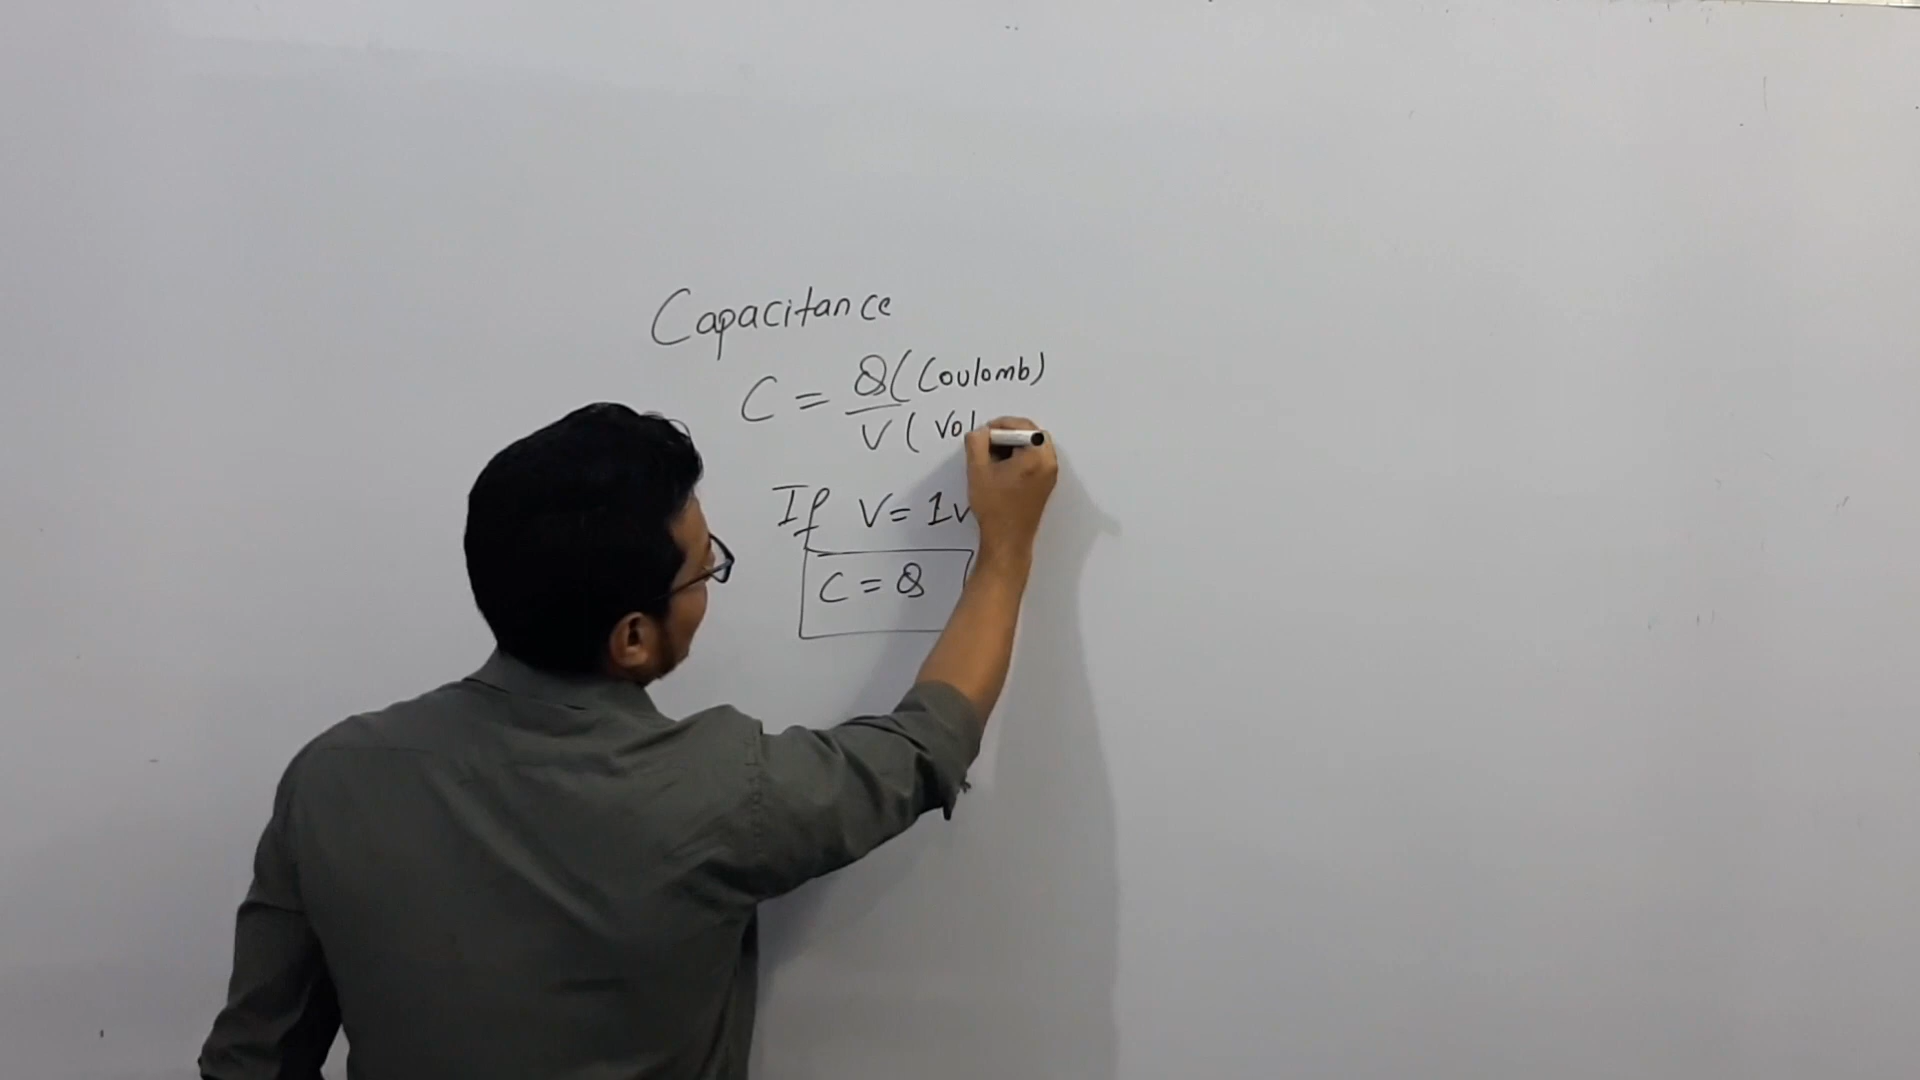 Capacitance
C = Q (Coulomb)
V ( Vol
If V = 1v
C = Q